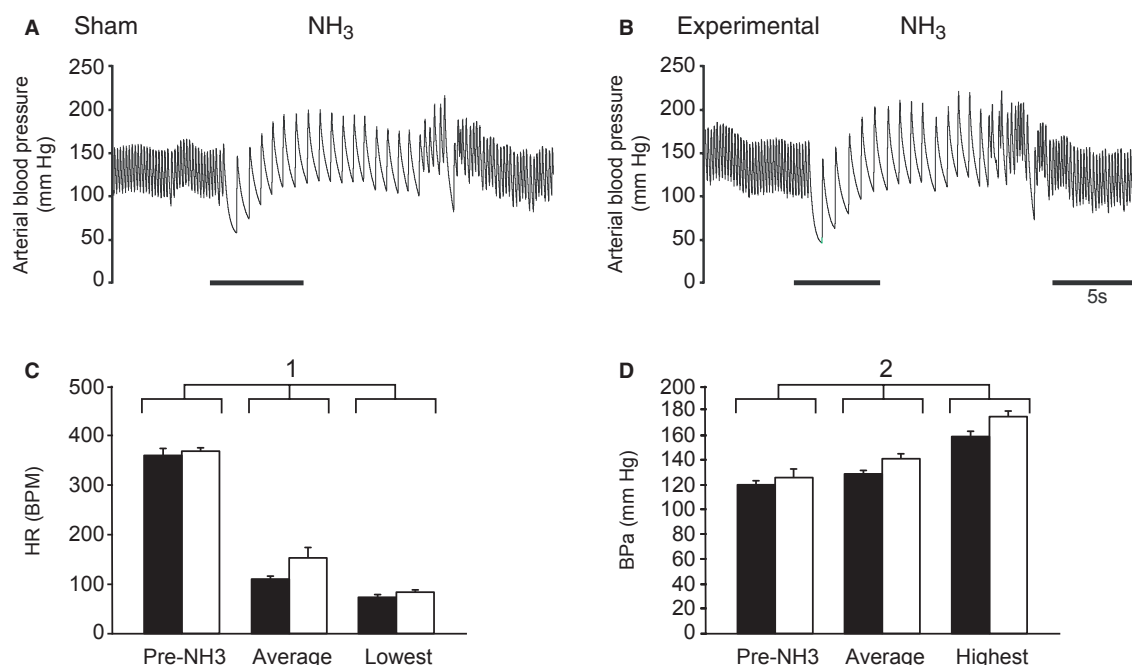 A Sham NH3
250
200
150
100
50
0
Arterial blood pressure
(mm Hg)
B Experimental NH3
250
200
150
100
50
0
Arterial blood pressure
(mm Hg)
5s
C
1
500
400
300
200
100
0
HR (BPM)
Pre-NH3 Average Lowest
D
2
200
180
160
140
120
100
80
60
40
20
0
BPa (mm Hg)
Pre-NH3 Average Highest